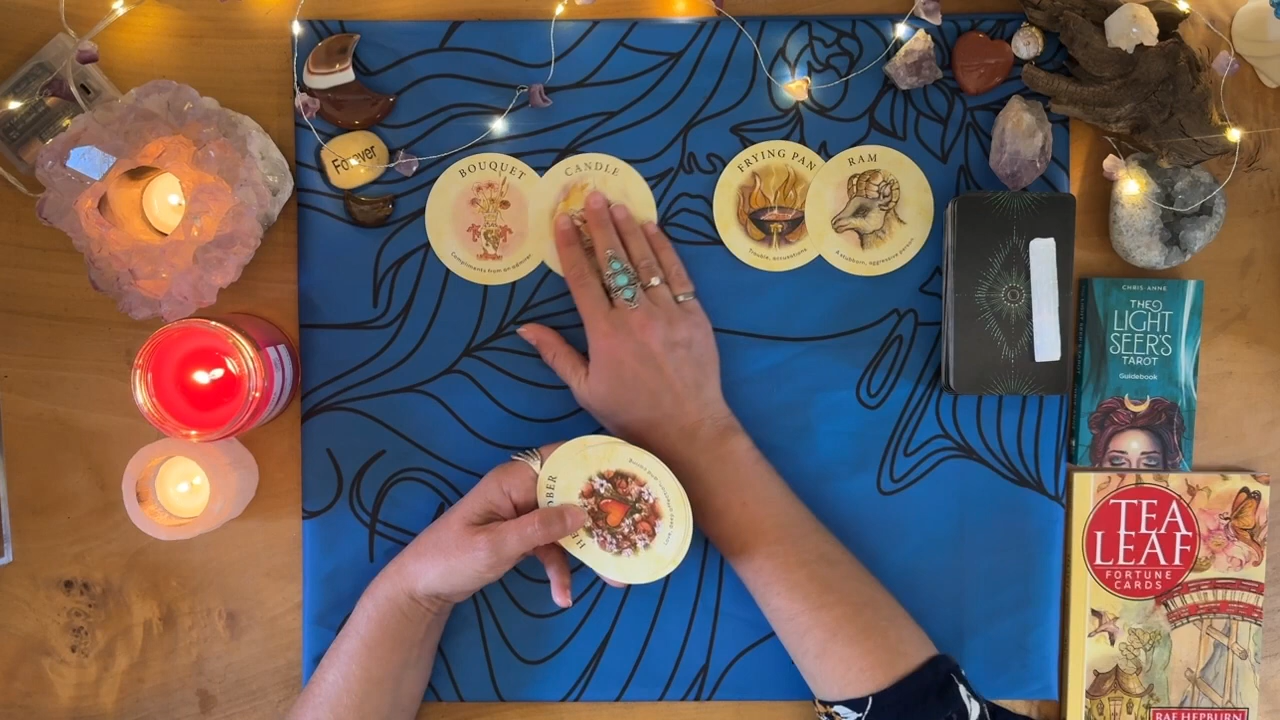 Forever
BOUQUET
Compliments from an admirer.
CANDLE
FRYING PAN
Trouble, accusations
RAM
A stubborn, aggressive person.
CHRIS-ANNE
THE
LIGHT
SEER'S
TAROT
Guidebook
TEA
LEAF
FORTUNE
CARDS
RAE HEPBURN